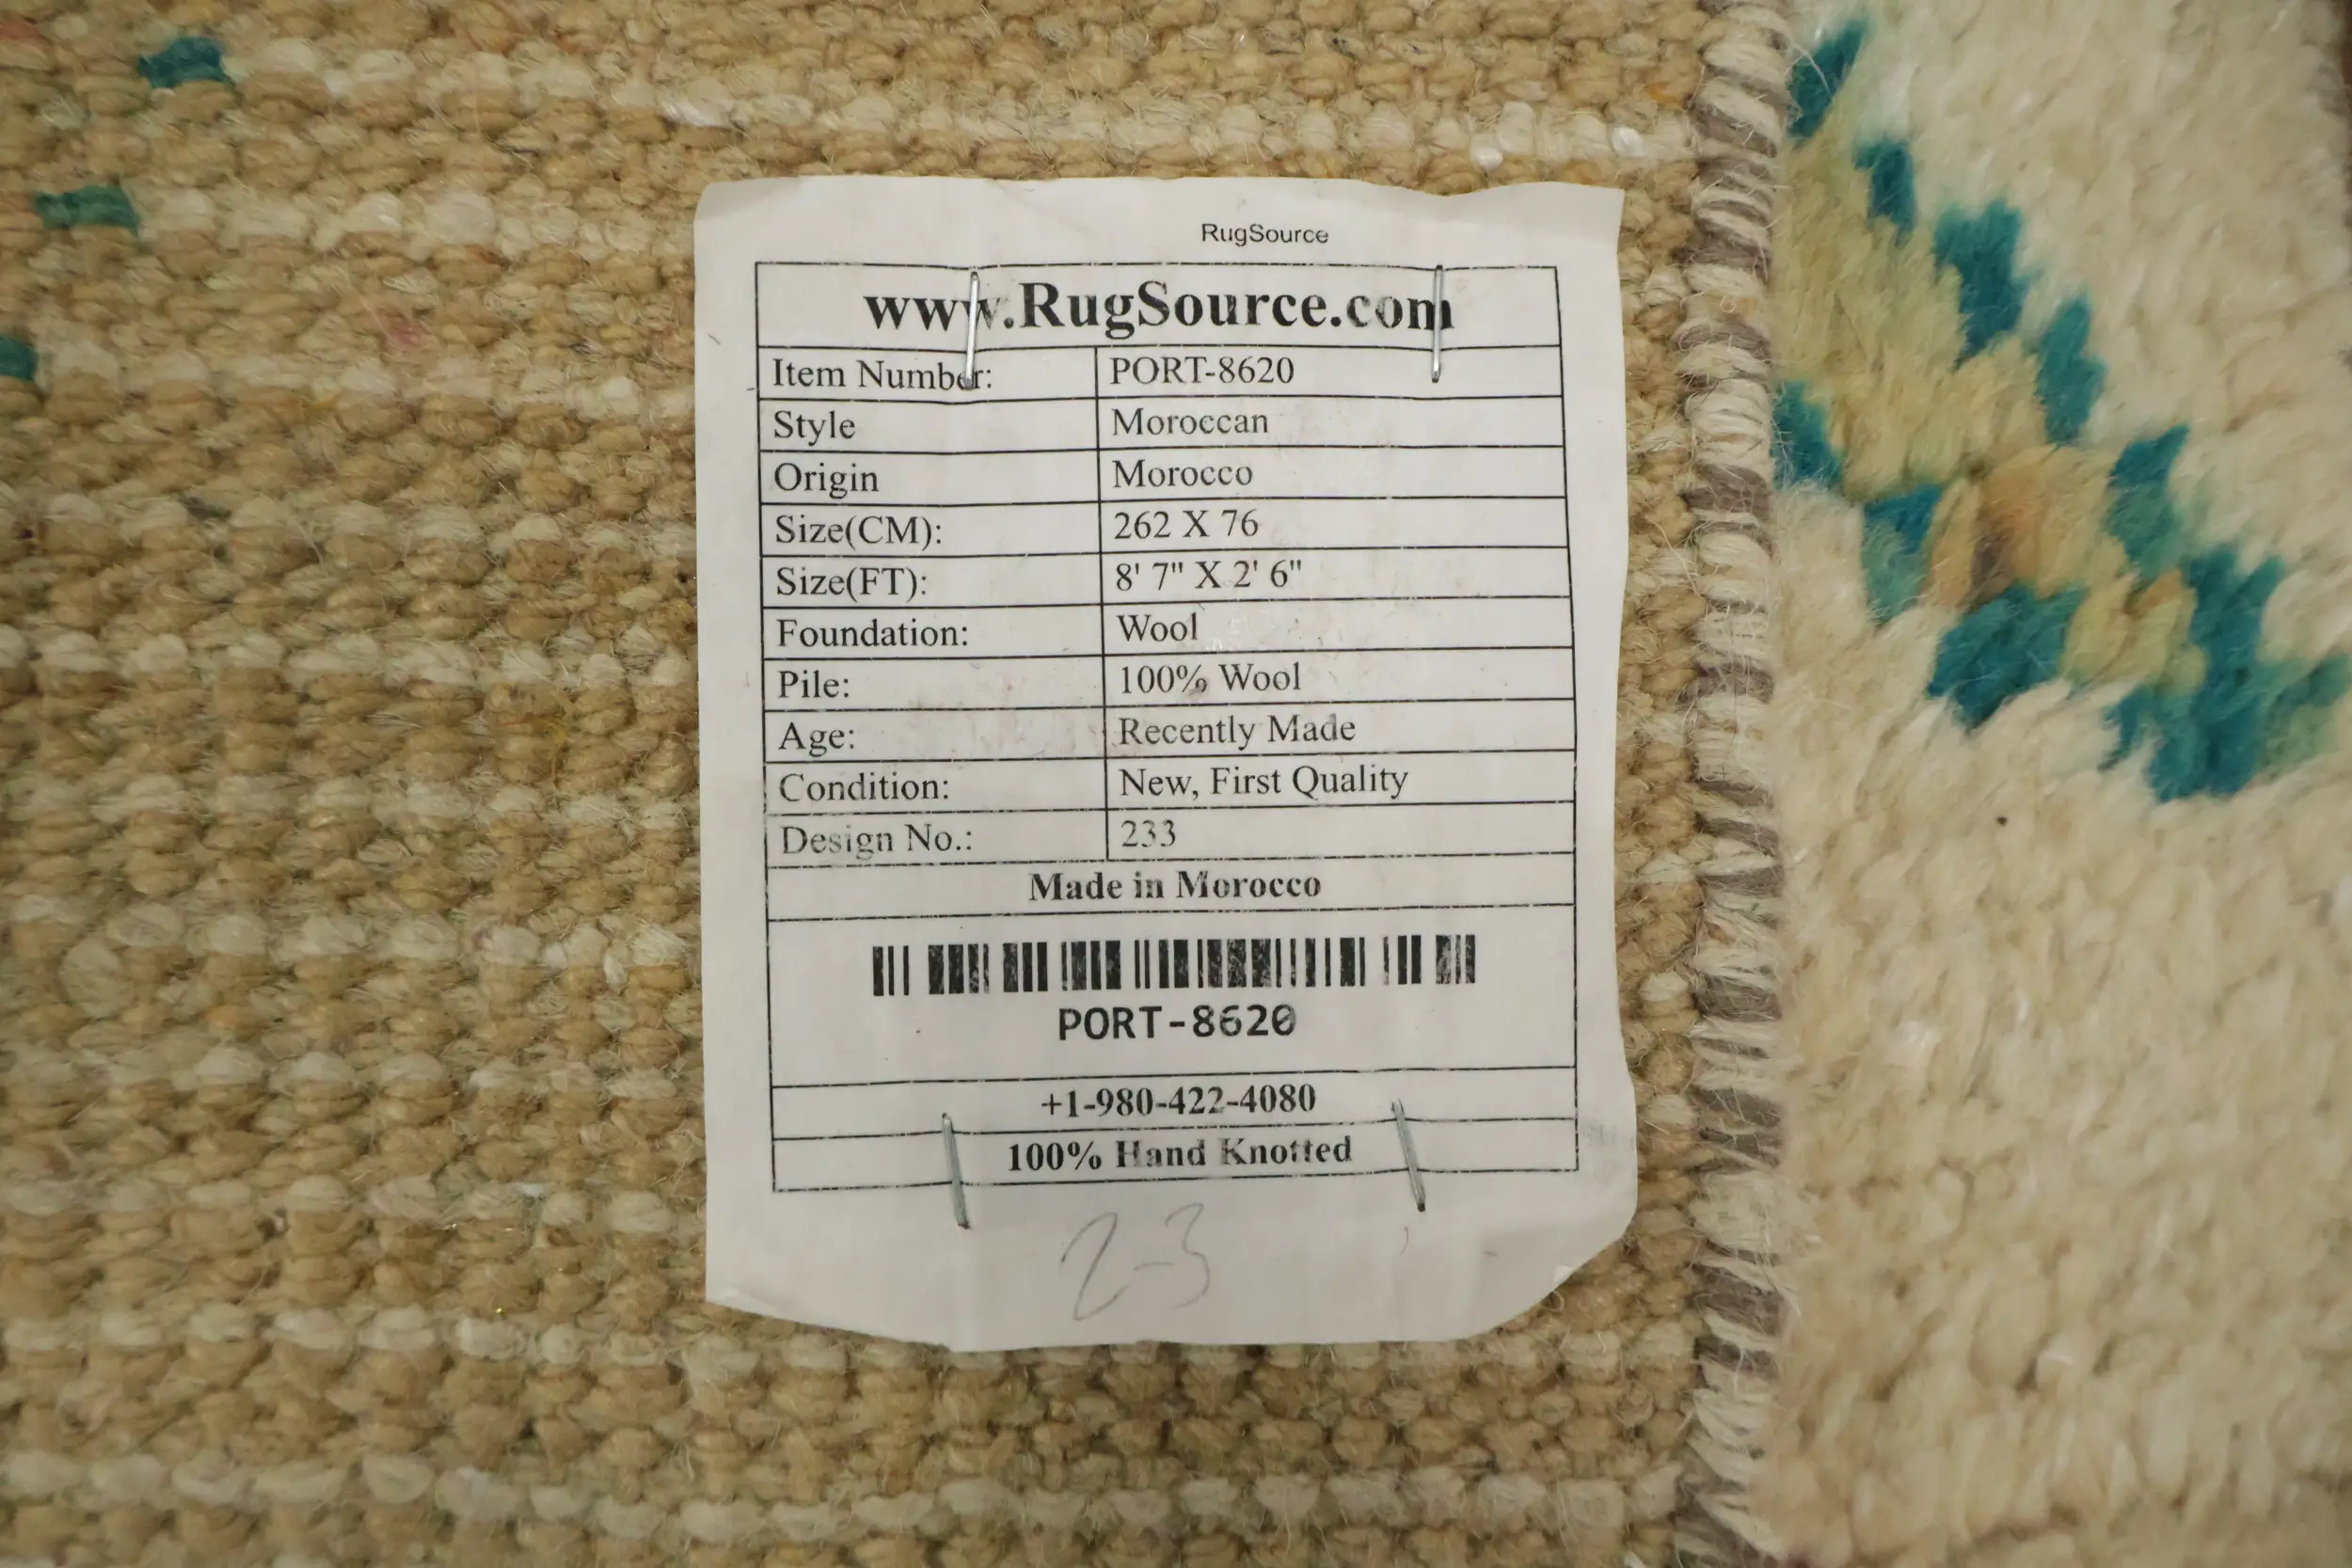 RugSource
www.RugSource.com
Item Number: PORT-8620
Style Moroccan
Origin Morocco
Size(CM): 262 X 76
Size(FT): 8' 7" X 2' 6"
Foundation: Wool
Pile: 100% Wool
Age: Recently Made
Condition: New, First Quality
Design No.: 233
Made in Morocco
PORT-8620
+1-980-422-4080
100% Hand Knotted
2-3